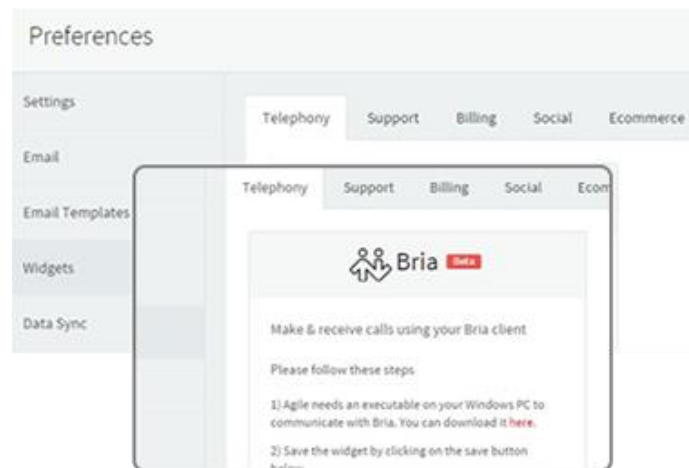 Preferences
Settings
Email
Email Templates
Widgets
Data Sync
Telephony Support Billing Social Ecommerce
Telephony Support Billing Social Ecom
Bria Beta
Make & receive calls using your Bria client
Please follow these steps
1) Agile needs an executable on your Windows PC to
communicate with Bria. You can download it here.
2) Save the widget by clicking on the save button